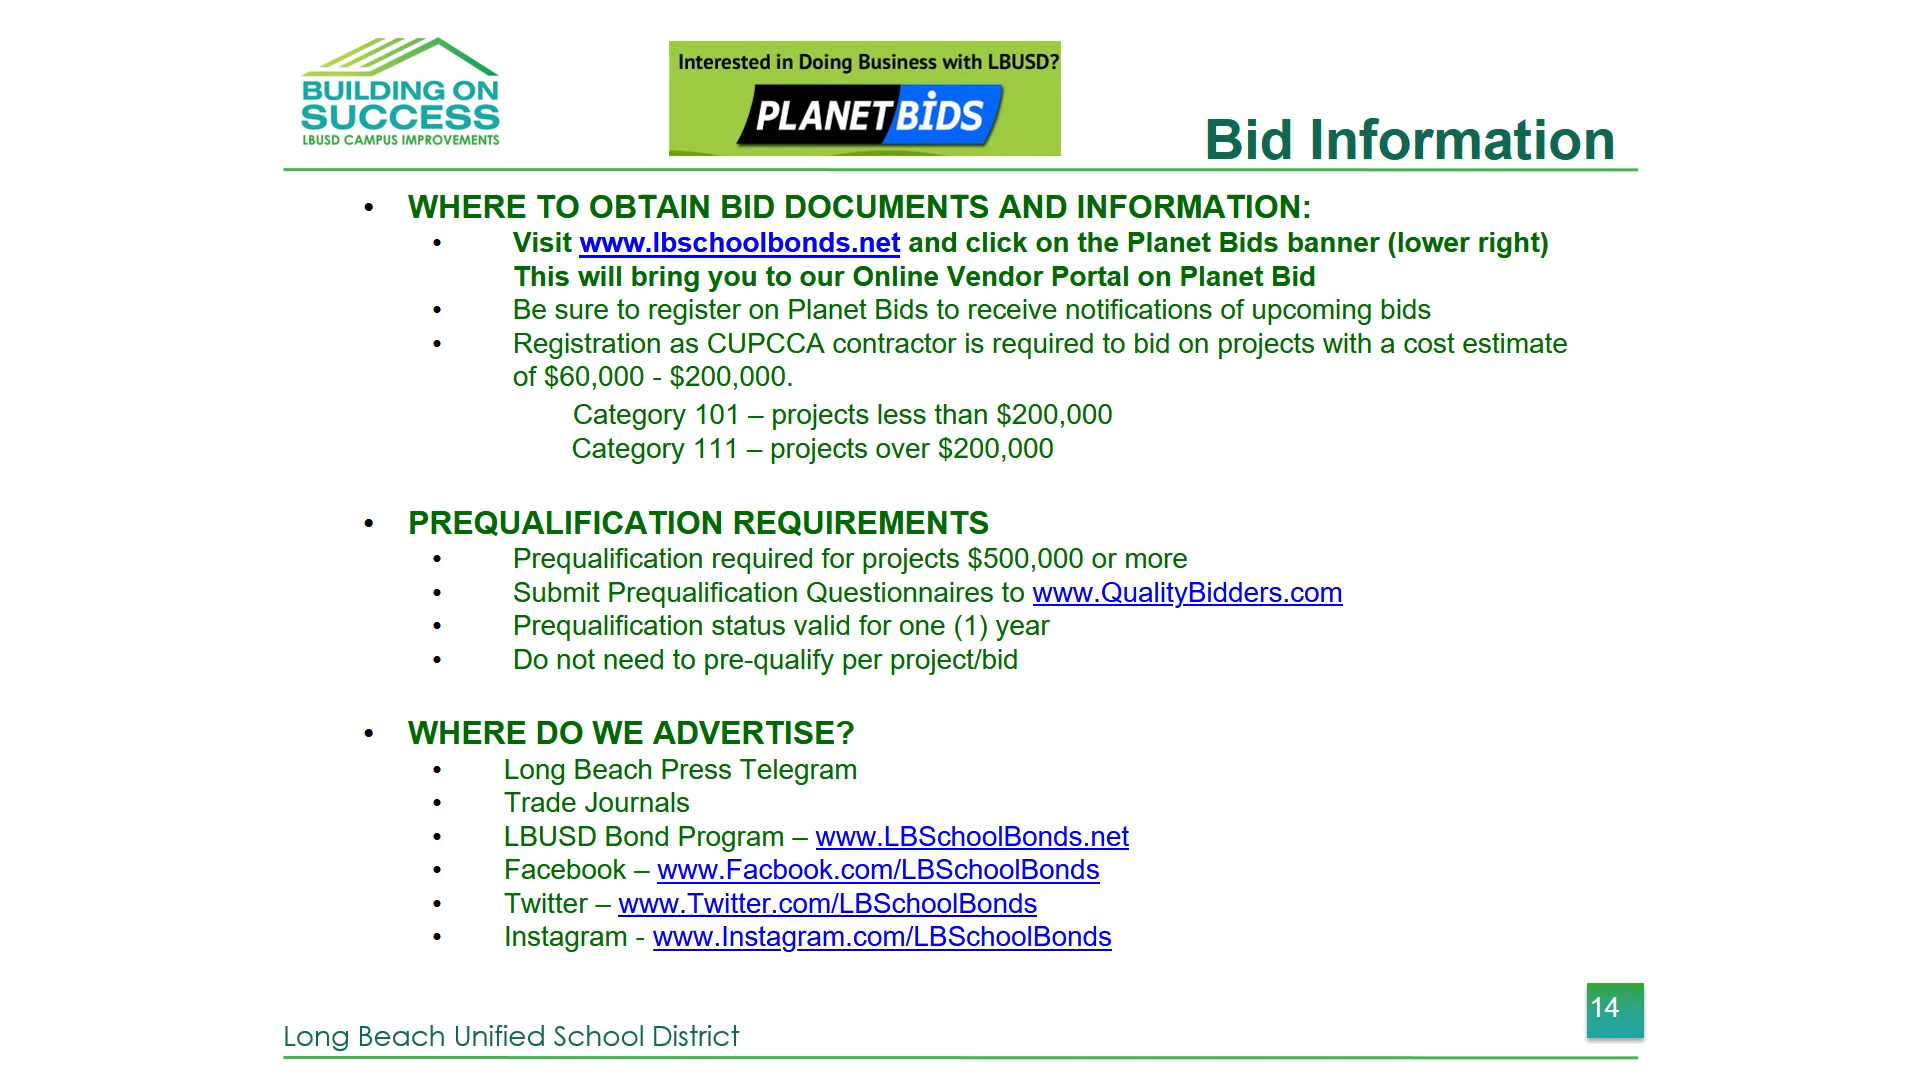 BUILDING ON
SUCCESS
LBUSD CAMPUS IMPROVEMENTS
Interested in Doing Business with LBUSD?
PLANETBiDS
Bid Information
• WHERE TO OBTAIN BID DOCUMENTS AND INFORMATION:
• Visit www.lbschoolbonds.net and click on the Planet Bids banner (lower right)
This will bring you to our Online Vendor Portal on Planet Bid
• Be sure to register on Planet Bids to receive notifications of upcoming bids
• Registration as CUPCCA contractor is required to bid on projects with a cost estimate
of $60,000 - $200,000.
Category 101 – projects less than $200,000
Category 111 – projects over $200,000
• PREQUALIFICATION REQUIREMENTS
• Prequalification required for projects $500,000 or more
• Submit Prequalification Questionnaires to www.QualityBidders.com
• Prequalification status valid for one (1) year
• Do not need to pre-qualify per project/bid
• WHERE DO WE ADVERTISE?
• Long Beach Press Telegram
• Trade Journals
• LBUSD Bond Program – www.LBSchoolBonds.net
• Facebook – www.Facbook.com/LBSchoolBonds
• Twitter – www.Twitter.com/LBSchoolBonds
• Instagram - www.Instagram.com/LBSchoolBonds
14
Long Beach Unified School District